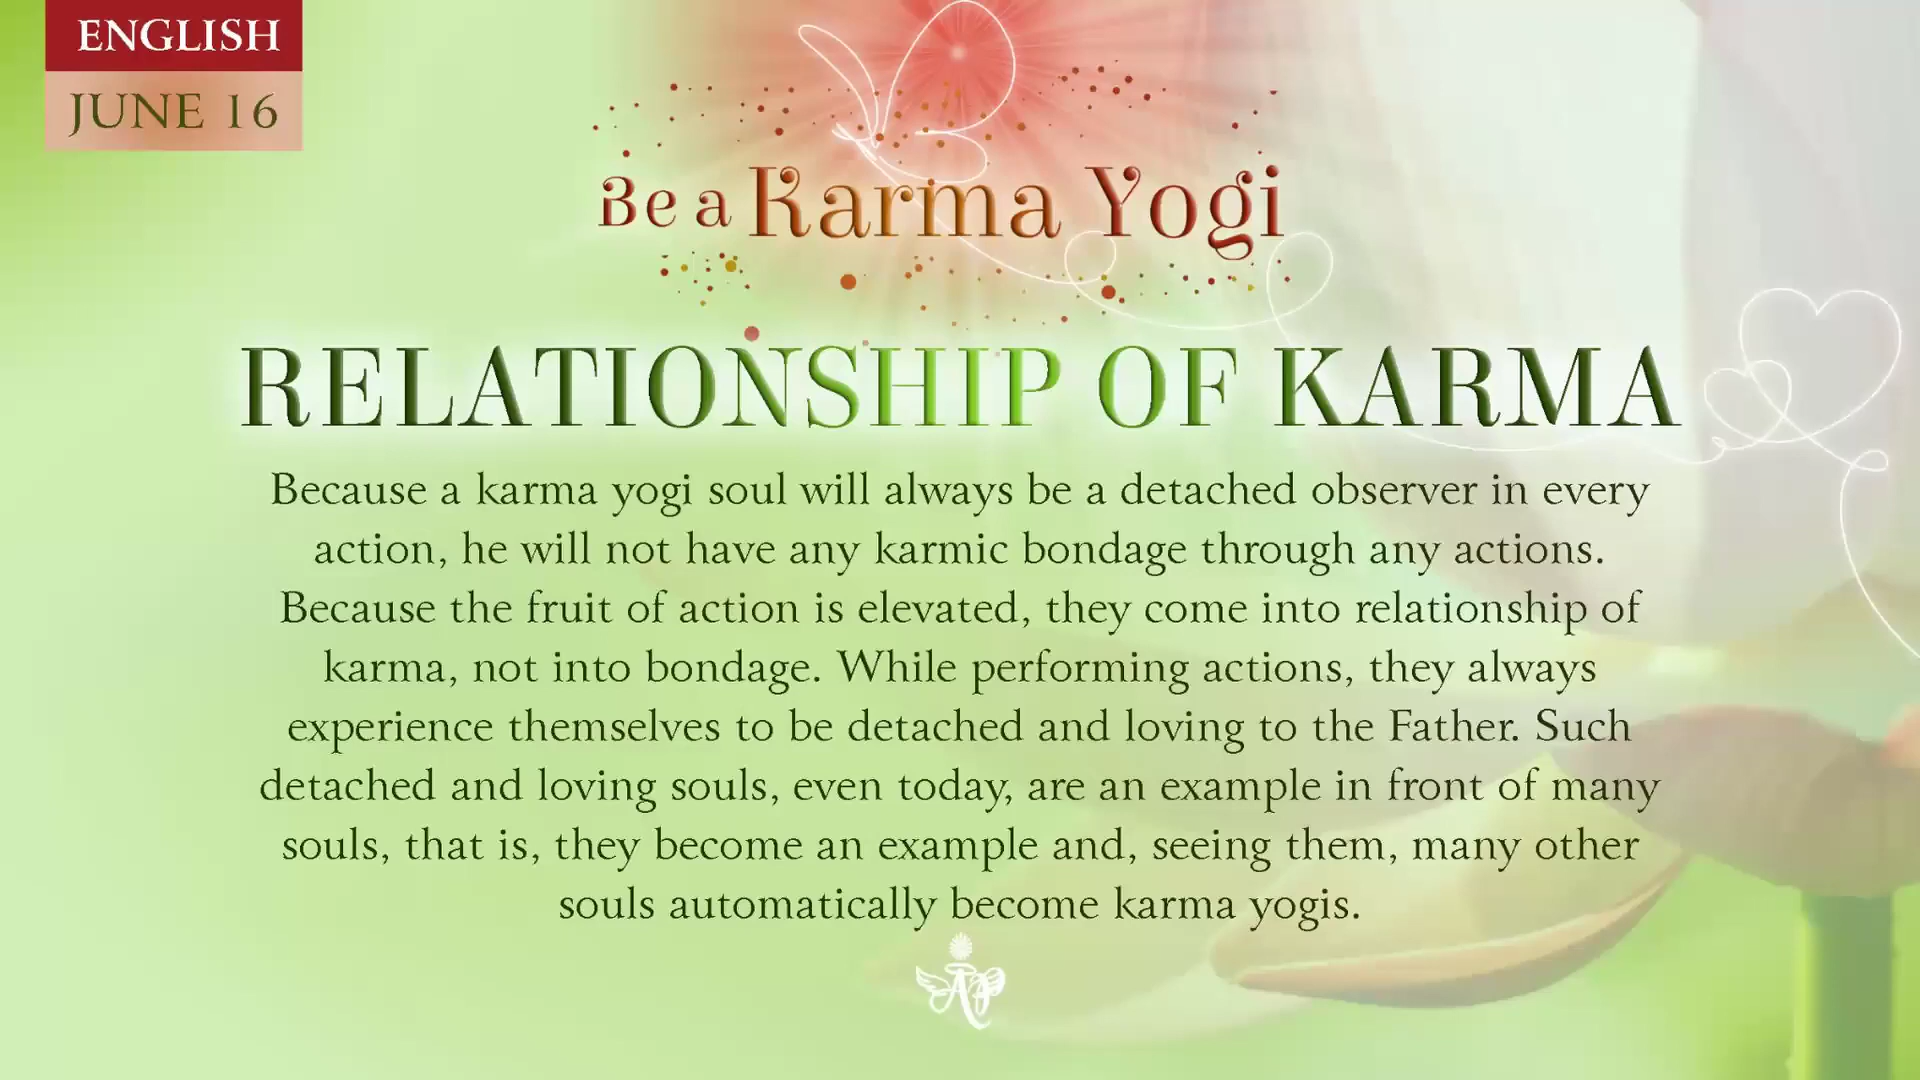 ENGLISH
JUNE 16
Be a Karma Yogi
RELATIONSHIP OF KARMA
Because a karma yogi soul will always be a detached observer in every
action, he will not have any karmic bondage through any actions.
Because the fruit of action is elevated, they come into relationship of
karma, not into bondage. While performing actions, they always
experience themselves to be detached and loving to the Father. Such
detached and loving souls, even today, are an example in front of many
souls, that is, they become an example and, seeing them, many other
souls automatically become karma yogis.